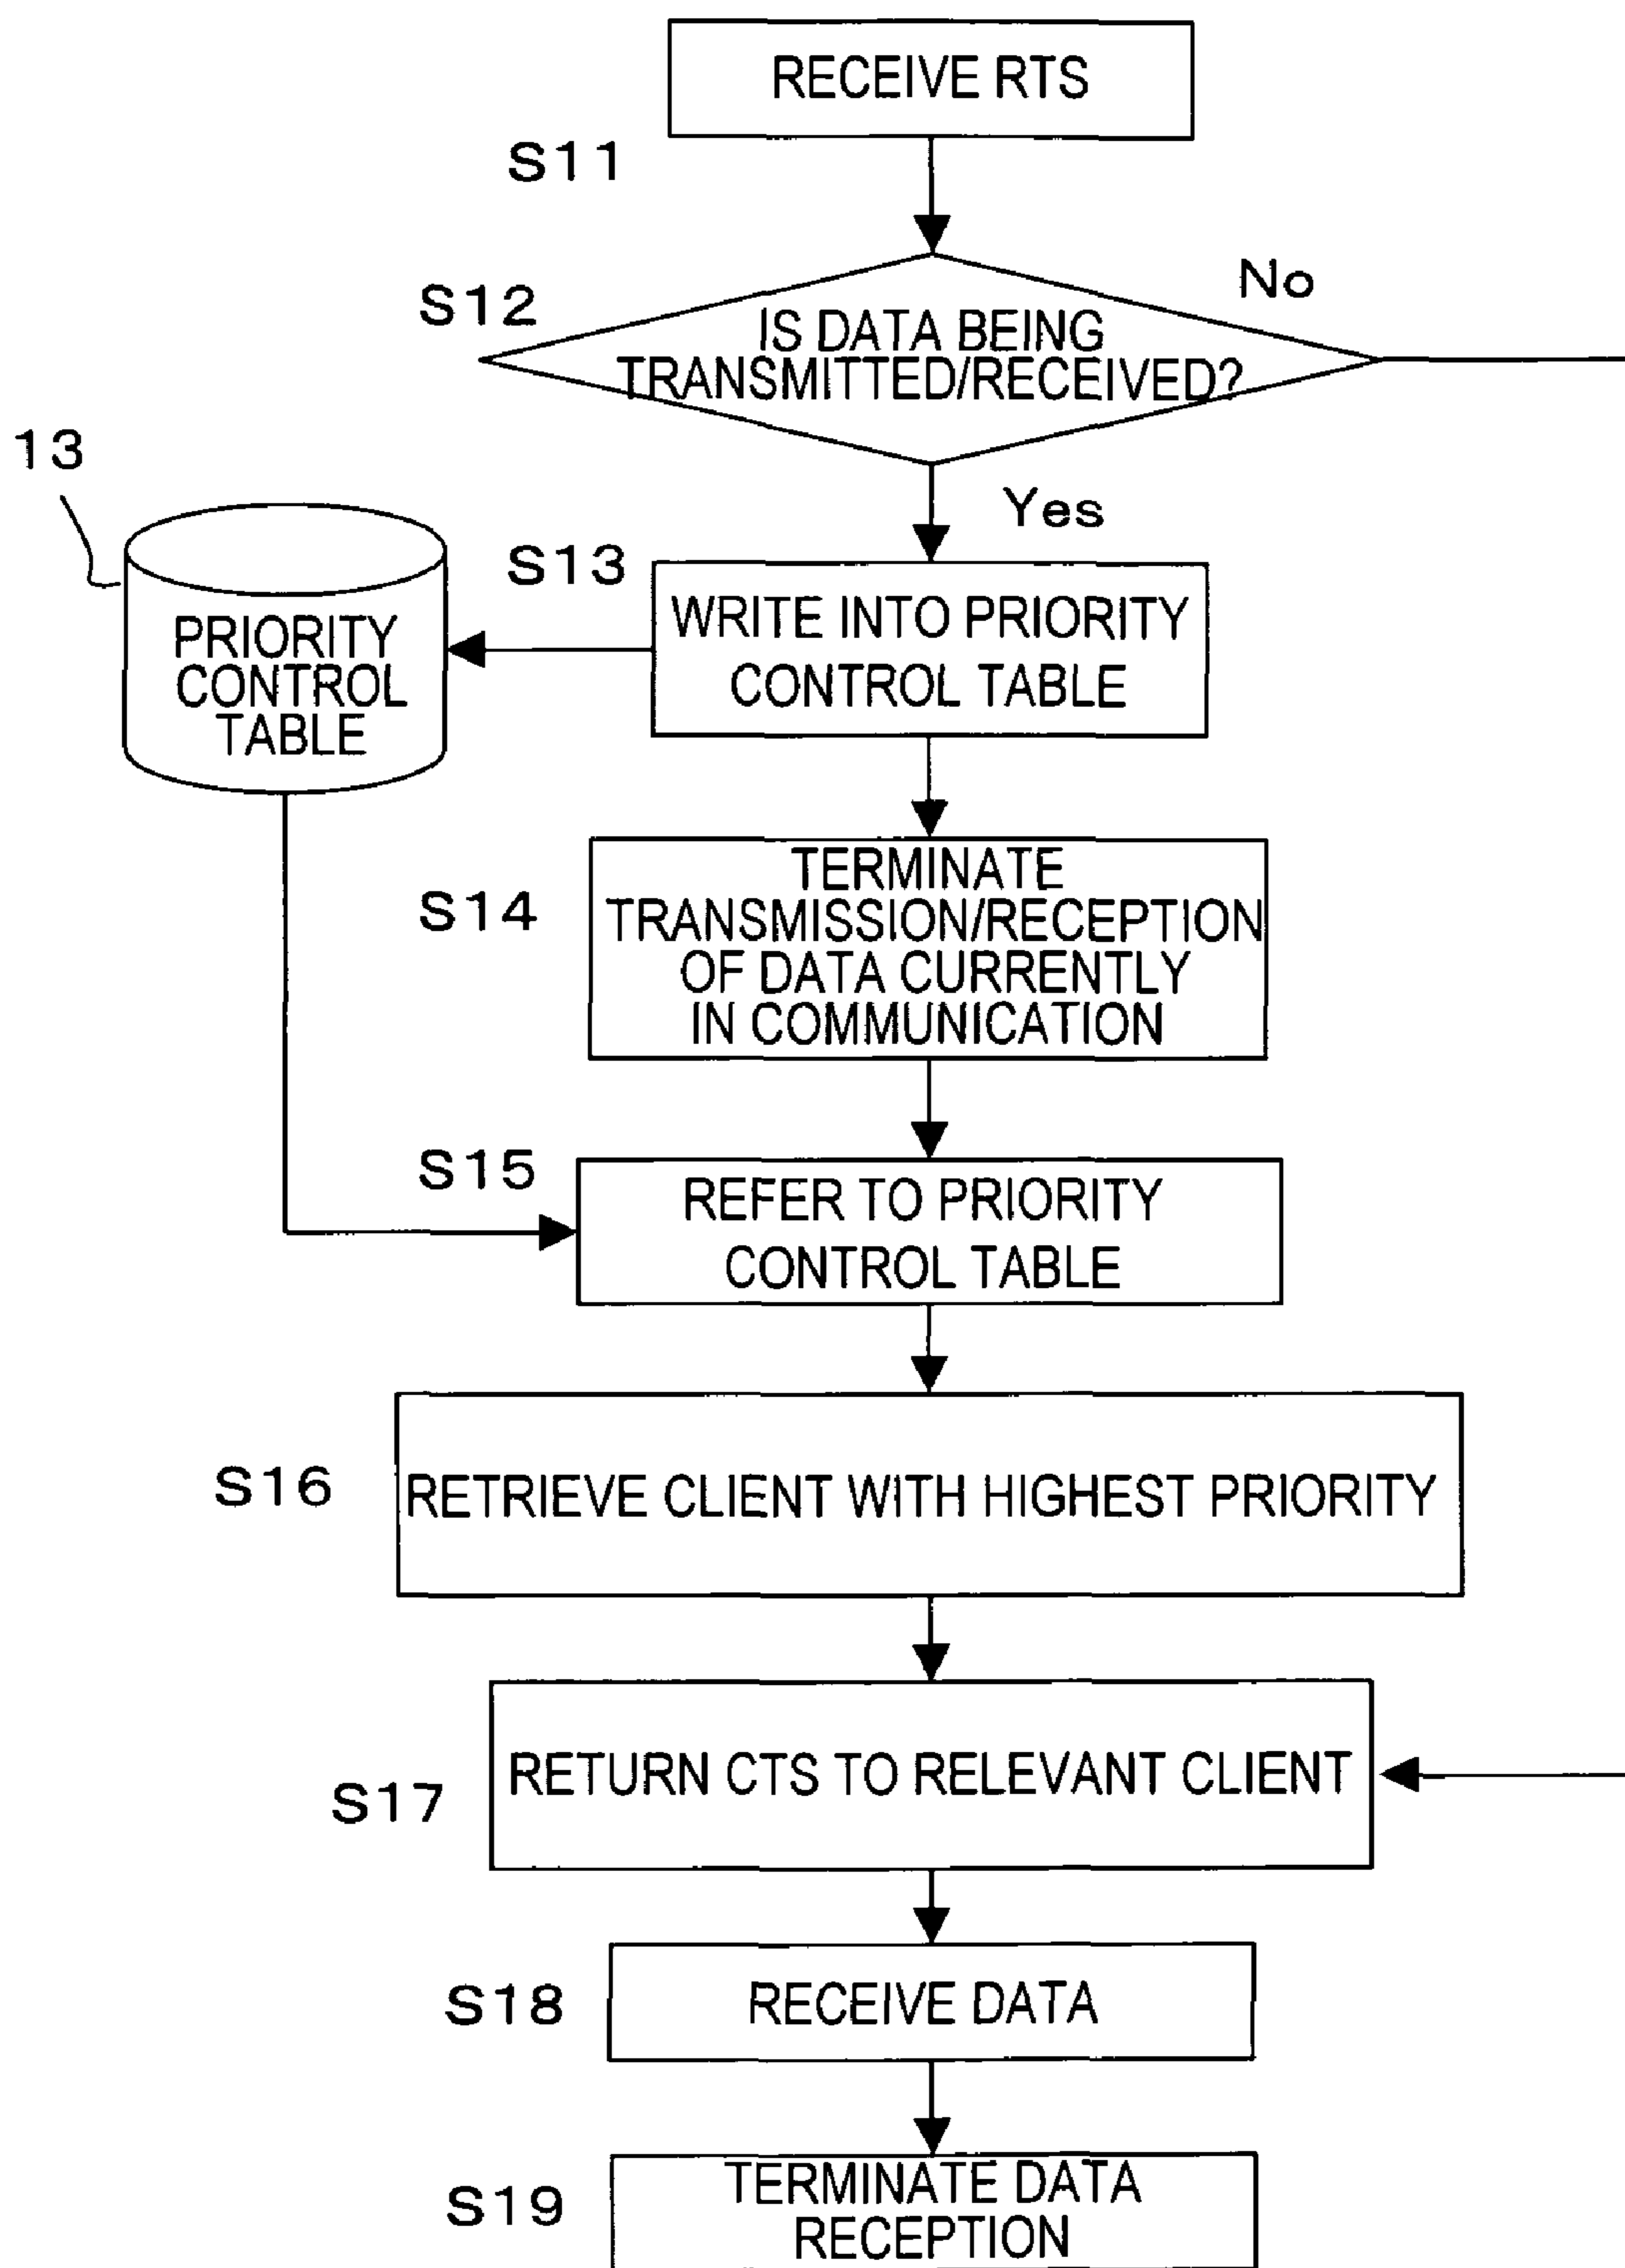 RECEIVE RTS
S11
S12
IS DATA BEING
TRANSMITTED/RECEIVED?
No
Yes
13
PRIORITY
CONTROL
TABLE
S13
WRITE INTO PRIORITY
CONTROL TABLE
S14
TERMINATE
TRANSMISSION/RECEPTION
OF DATA CURRENTLY
IN COMMUNICATION
S15
REFER TO PRIORITY
CONTROL TABLE
S16
RETRIEVE CLIENT WITH HIGHEST PRIORITY
S17
RETURN CTS TO RELEVANT CLIENT
S18
RECEIVE DATA
S19
TERMINATE DATA
RECEPTION